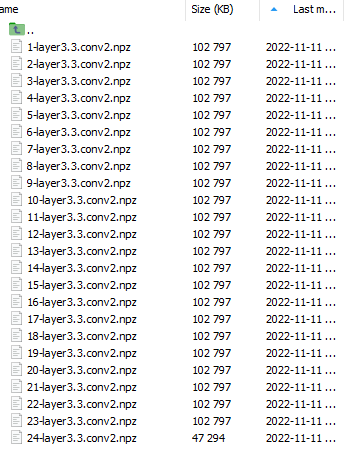 ame Size (KB) Last m...
..
1-layer3.3.conv2.npz 102 797 2022-11-11 ...
2-layer3.3.conv2.npz 102 797 2022-11-11 ...
3-layer3.3.conv2.npz 102 797 2022-11-11 ...
4-layer3.3.conv2.npz 102 797 2022-11-11 ...
5-layer3.3.conv2.npz 102 797 2022-11-11 ...
6-layer3.3.conv2.npz 102 797 2022-11-11 ...
7-layer3.3.conv2.npz 102 797 2022-11-11 ...
8-layer3.3.conv2.npz 102 797 2022-11-11 ...
9-layer3.3.conv2.npz 102 797 2022-11-11 ...
10-layer3.3.conv2.npz 102 797 2022-11-11 ...
11-layer3.3.conv2.npz 102 797 2022-11-11 ...
12-layer3.3.conv2.npz 102 797 2022-11-11 ...
13-layer3.3.conv2.npz 102 797 2022-11-11 ...
14-layer3.3.conv2.npz 102 797 2022-11-11 ...
15-layer3.3.conv2.npz 102 797 2022-11-11 ...
16-layer3.3.conv2.npz 102 797 2022-11-11 ...
17-layer3.3.conv2.npz 102 797 2022-11-11 ...
18-layer3.3.conv2.npz 102 797 2022-11-11 ...
19-layer3.3.conv2.npz 102 797 2022-11-11 ...
20-layer3.3.conv2.npz 102 797 2022-11-11 ...
21-layer3.3.conv2.npz 102 797 2022-11-11 ...
22-layer3.3.conv2.npz 102 797 2022-11-11 ...
23-layer3.3.conv2.npz 102 797 2022-11-11 ...
24-layer3.3.conv2.npz 47 294 2022-11-11 ...